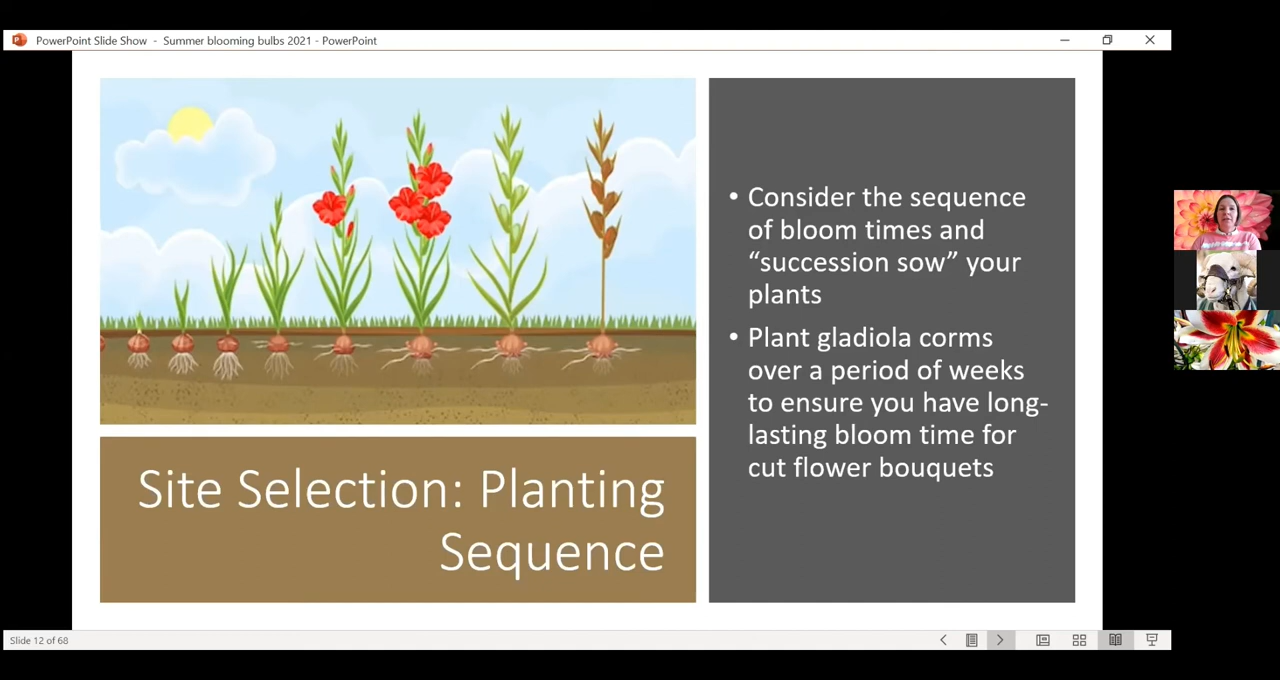 PowerPoint Slide Show - Summer blooming bulbs 2021 - PowerPoint
• Consider the sequence
of bloom times and
“succession sow” your
plants
• Plant gladiola corms
over a period of weeks
to ensure you have long-
lasting bloom time for
cut flower bouquets
Site Selection: Planting
Sequence
Slide 12 of 68